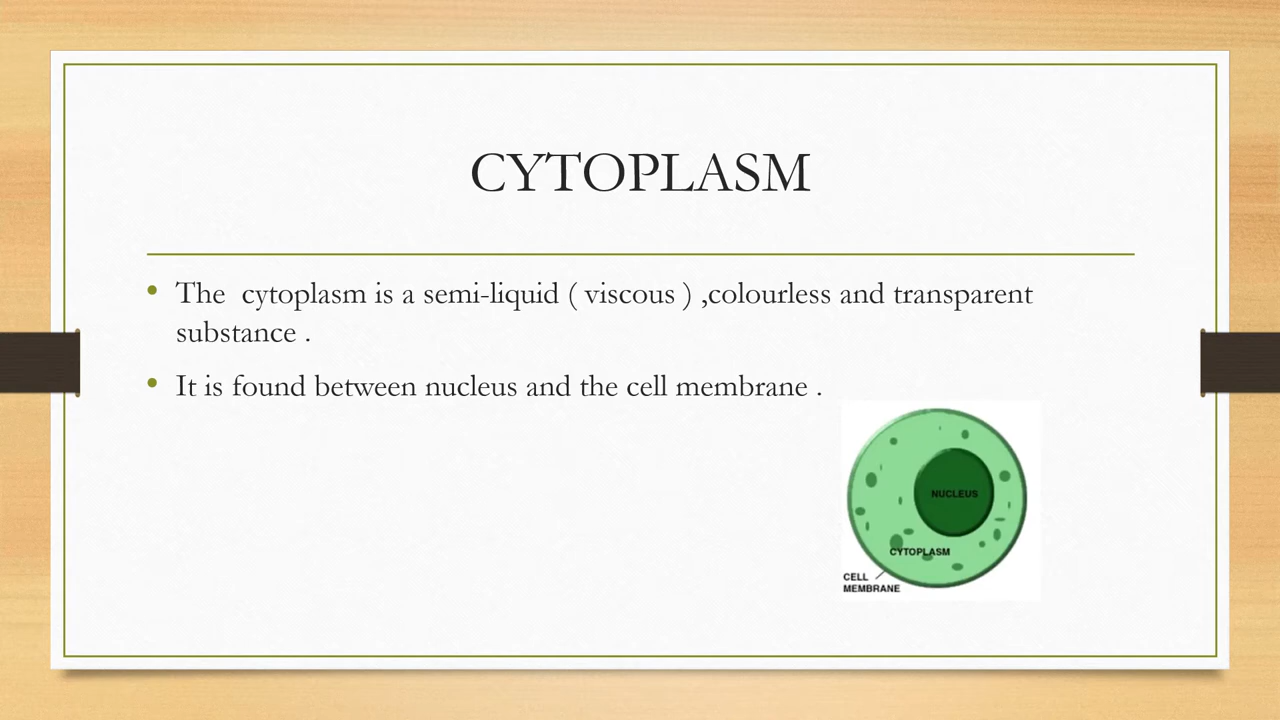 CYTOPLASM
• The  cytoplasm is a semi-liquid ( viscous ) ,colourless and transparent
substance .
• It is found between nucleus and the cell membrane .
NUCLEUS
CYTOPLASM
CELL
MEMBRANE